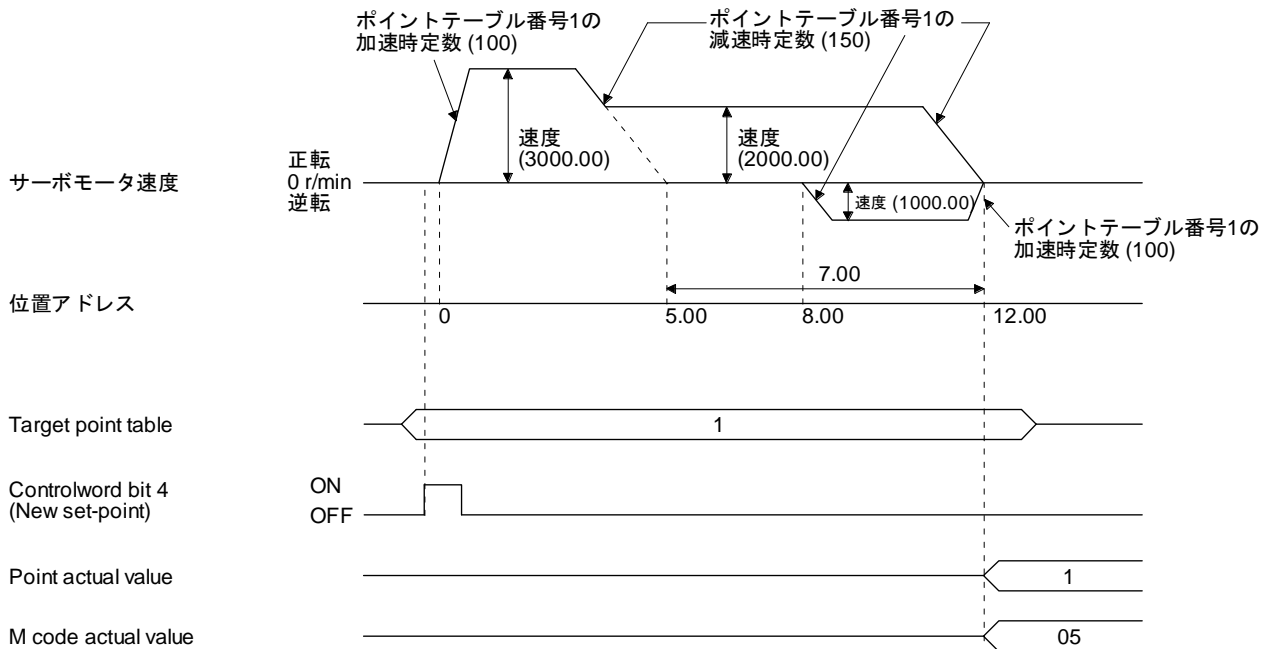 ポイントテーブル番号1の
加速時定数 (100)
ポイントテーブル番号1の
減速時定数 (150)
サーボモータ速度
正転
0 r/min
逆転
速度
(3000.00)
速度
(2000.00)
速度 (1000.00)
ポイントテーブル番号1の
加速時定数 (100)
7.00
位置アドレス
0
5.00
8.00
12.00
Target point table
1
Controlword bit 4
(New set-point)
ON
OFF
Point actual value
1
M code actual value
05